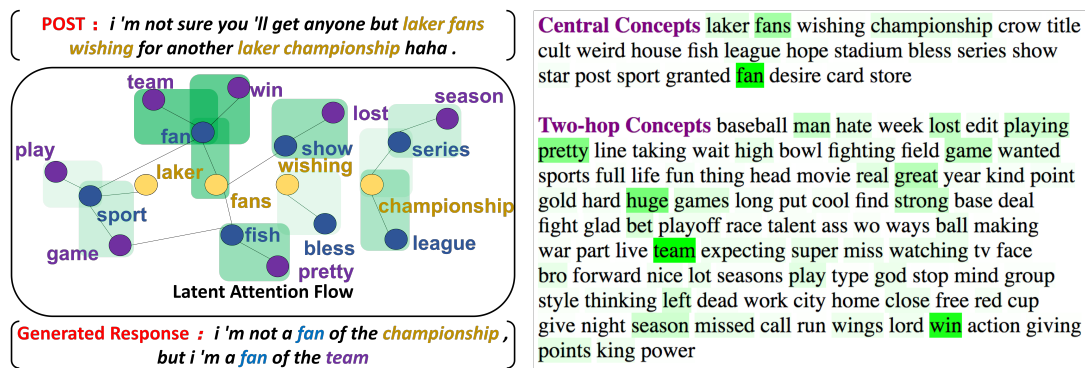 POST : i 'm not sure you 'll get anyone but laker fans
wishing for another laker championship haha .
team
win
season
lost
fan
show
series
play
laker
wishing
sport
fans
championship
game
fish
bless
league
pretty
Latent Attention Flow
Generated Response : i 'm not a fan of the championship ,
but i 'm a fan of the team
Central Concepts laker fans wishing championship crow title
cult weird house fish league hope stadium bless series show
star post sport granted fan desire card store
Two-hop Concepts baseball man hate week lost edit playing
pretty line taking wait high bowl fighting field game wanted
sports full life fun thing head movie real great year kind point
gold hard huge games long put cool find strong base deal
fight glad bet playoff race talent ass wo ways ball making
war part live team expecting super miss watching tv face
bro forward nice lot seasons play type god stop mind group
style thinking left dead work city home close free red cup
give night season missed call run wings lord win action giving
points king power